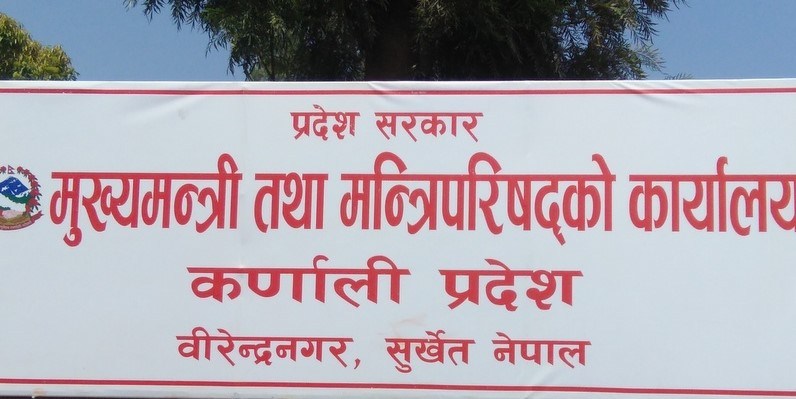 प्रदेश सरकार
मुख्यमन्त्री तथा मन्त्रिपरिषद्को कार्यालय
कर्णाली प्रदेश
वीरेन्द्रनगर, सुर्खेत नेपाल